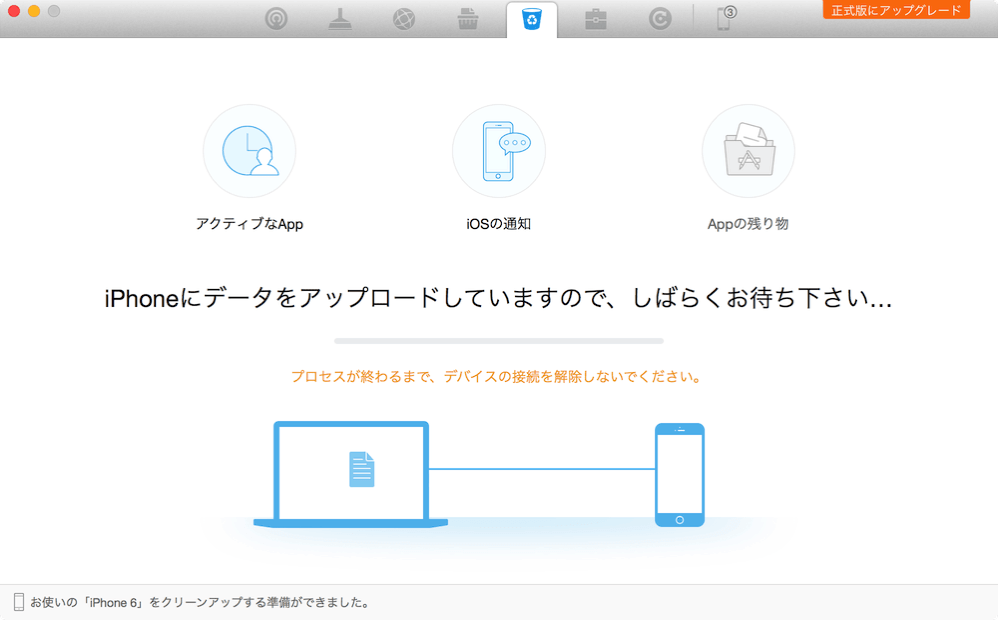 ③
正式版にアップグレード
アクティブなApp
iOSの通知
Appの残り物
iPhoneにデータをアップロードしていますので、しばらくお待ち下さい...
プロセスが終わるまで、デバイスの接続を解除しないでください。
お使いの「iPhone 6」をクリーンアップする準備ができました。